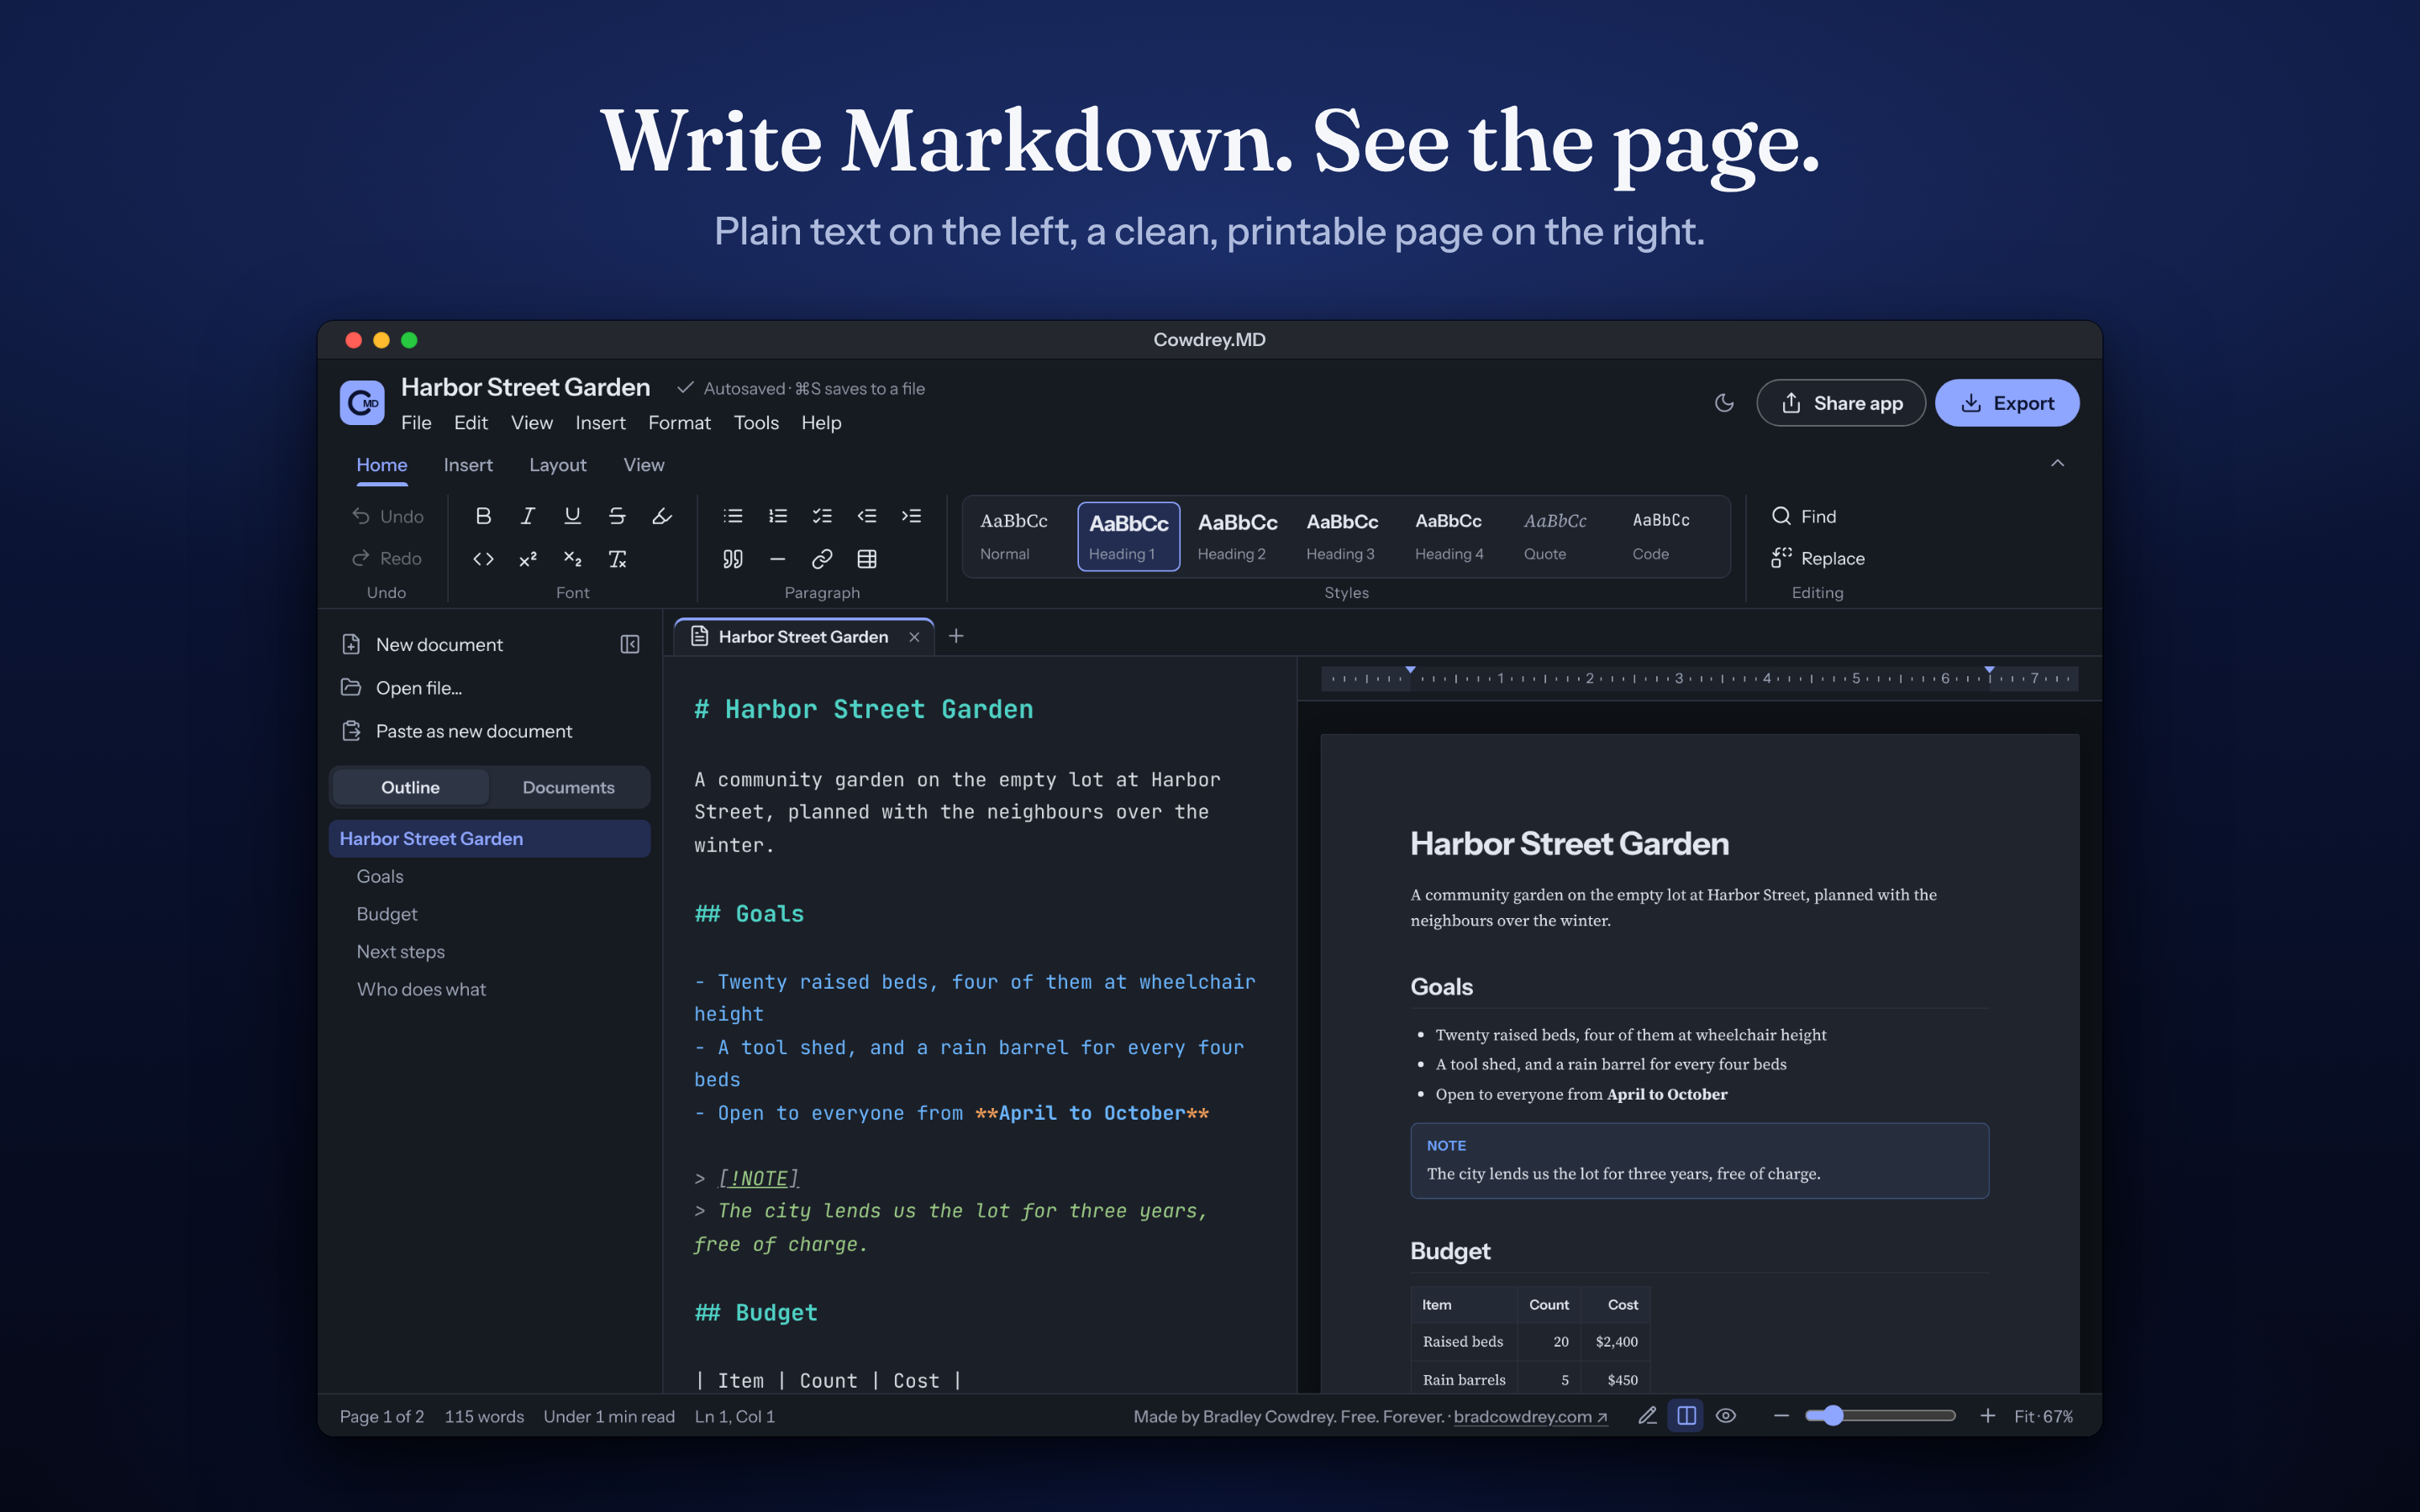 Write Markdown. See the page.
Plain text on the left, a clean, printable page on the right.
Cowdrey.MD
CMD
Harbor Street Garden
Autosaved · ⌘S saves to a file
File Edit View Insert Format Tools Help
Share app
Export
Home Insert Layout View
Undo
Redo
Undo
Font
Paragraph
AaBbCc AaBbCc AaBbCc AaBbCc AaBbCc AaBbCc AaBbCc
Normal Heading 1 Heading 2 Heading 3 Heading 4 Quote Code
Styles
Find
Replace
Editing
New document
Open file...
Paste as new document
Outline Documents
Harbor Street Garden
Goals
Budget
Next steps
Who does what
Harbor Street Garden
# Harbor Street Garden
A community garden on the empty lot at Harbor
Street, planned with the neighbours over the
winter.
## Goals
- Twenty raised beds, four of them at wheelchair
height
- A tool shed, and a rain barrel for every four
beds
- Open to everyone from **April to October**
> [!NOTE]
> The city lends us the lot for three years,
free of charge.
## Budget
| Item | Count | Cost |
1 2 3 4 5 6 7
Harbor Street Garden
A community garden on the empty lot at Harbor Street, planned with the
neighbours over the winter.
Goals
• Twenty raised beds, four of them at wheelchair height
• A tool shed, and a rain barrel for every four beds
• Open to everyone from April to October
NOTE
The city lends us the lot for three years, free of charge.
Budget
Item Count Cost
Raised beds 20 $2,400
Rain barrels 5 $450
Page 1 of 2 115 words Under 1 min read Ln 1, Col 1
Made by Bradley Cowdrey. Free. Forever. · bradcowdrey.com ↗
Fit · 67%